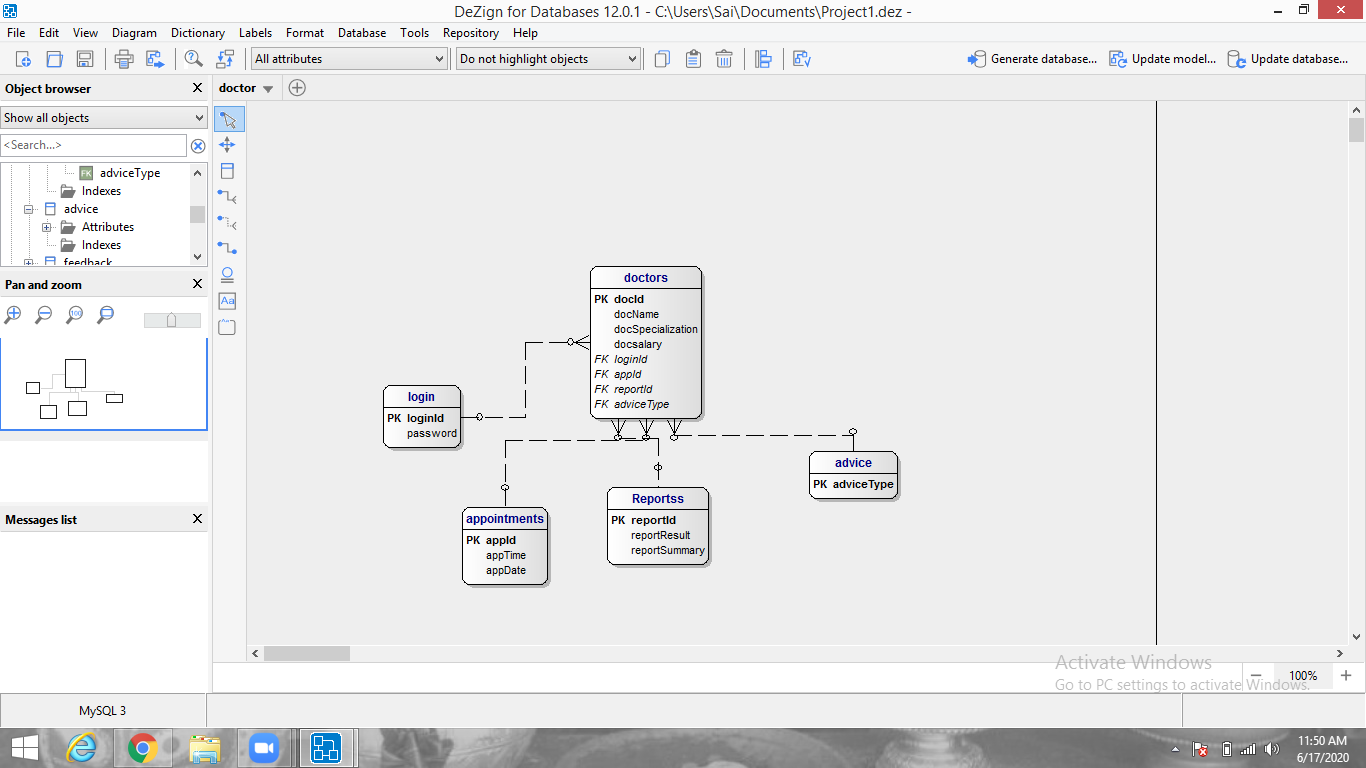 DeZign for Databases 12.0.1 - C:\Users\Sai\Documents\Project1.dez -
File Edit View Diagram Dictionary Labels Format Database Tools Repository Help
All attributes Do not highlight objects Generate database... Update model... Update database...
Object browser
doctor
Show all objects
<Search...>
FK adviceType
Indexes
advice
Attributes
Indexes
feedback
Pan and zoom
100
Aa
Messages list
doctors
PK docId
docName
docSpecialization
docsalary
FK loginId
FK appId
FK reportId
FK adviceType
login
PK loginId
password
advice
PK adviceType
appointments
PK appId
appTime
appDate
Reportss
PK reportId
reportResult
reportSummary
Activate Windows
Go to PC settings to activate Windows.
100%
MySQL 3
11:50 AM
6/17/2020